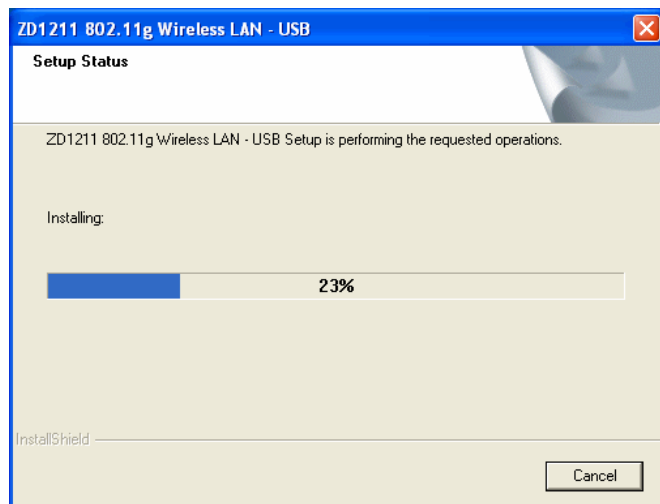 ZD1211 802.11g Wireless LAN - USB
Setup Status
ZD1211 802.11g Wireless LAN - USB Setup is performing the requested operations.
Installing:
23%
InstallShield
Cancel